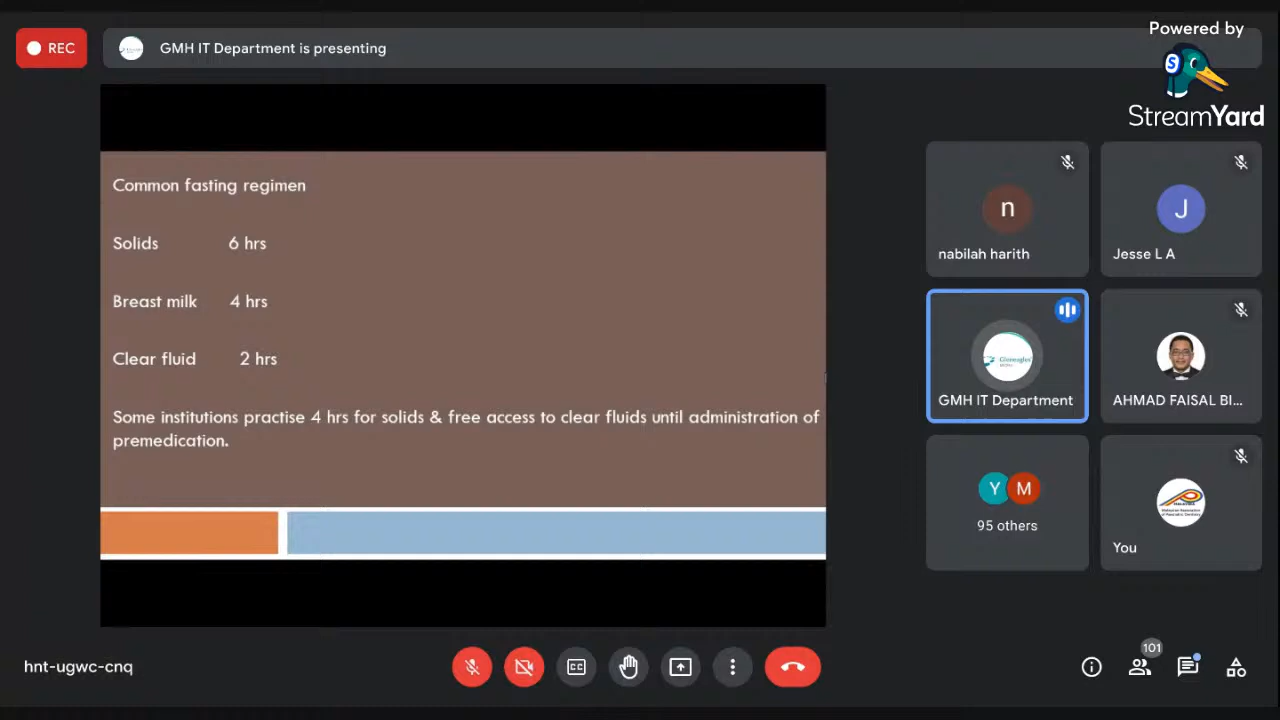 Powered by
StreamYard
REC
GMH IT Department is presenting
Common fasting regimen
Solids 6 hrs
Breast milk 4 hrs
Clear fluid 2 hrs
Some institutions practise 4 hrs for solids & free access to clear fluids until administration of
premedication.
n
nabilah harith
J
Jesse L A
Gleneagles
GMH IT Department
AHMAD FAISAL BI...
Y M
95 others
You
hnt-ugwc-cnq
CC
101